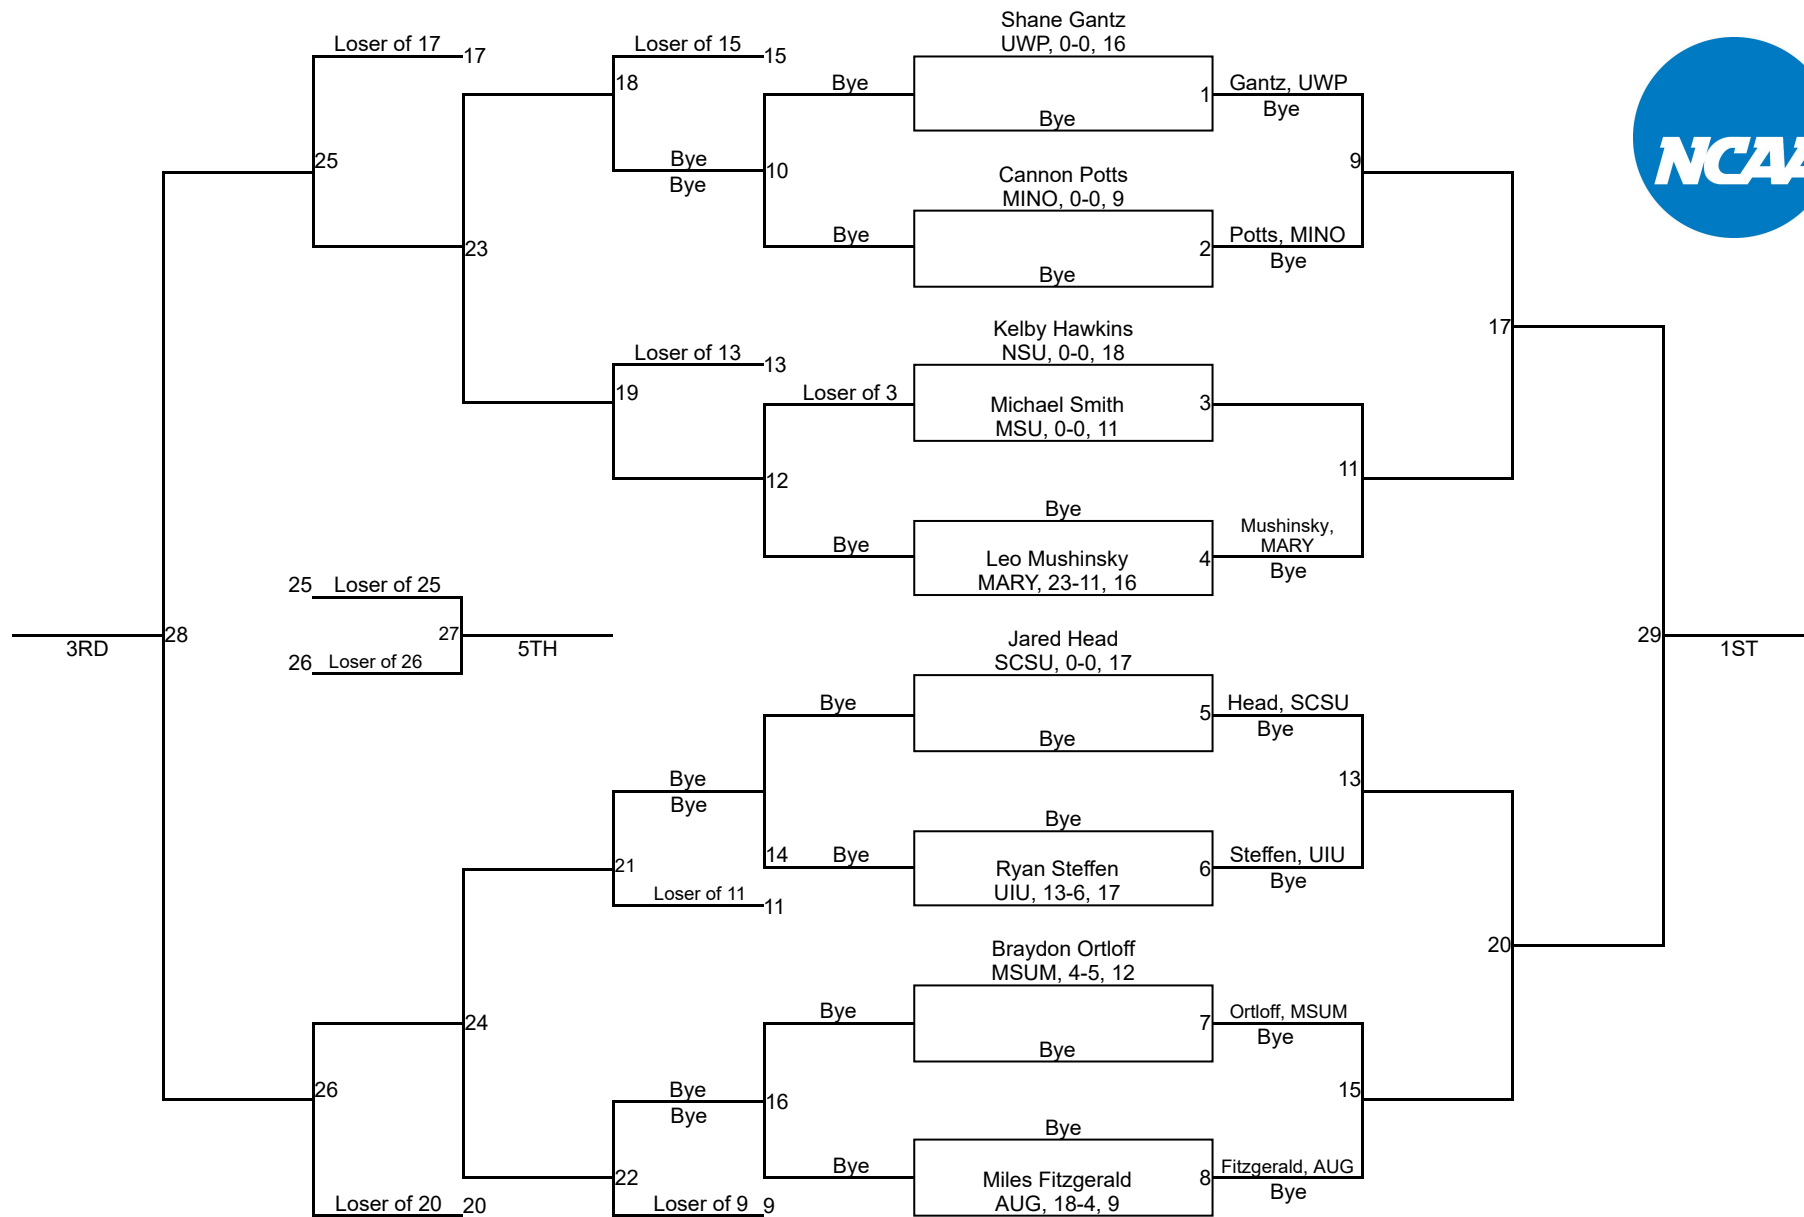 Shane Gantz
UWP, 0-0, 16
Loser of 17
17
Loser of 15
15
18
Bye
1
Gantz, UWP
Bye
Bye
25
Bye
10
Bye
9
Cannon Potts
MINO, 0-0, 9
NCAA
23
Bye
2
Potts, MINO
Bye
Bye
Kelby Hawkins
NSU, 0-0, 18
17
Loser of 13
13
19
Loser of 3
Michael Smith
MSU, 0-0, 11
3
12
11
Bye
Bye
Leo Mushinsky
MARY, 23-11, 16
4
Mushinsky,
MARY
Bye
25
Loser of 25
3RD
28
27
5TH
26
Loser of 26
29
1ST
Jared Head
SCSU, 0-0, 17
Bye
5
Head, SCSU
Bye
Bye
Bye
Bye
13
Bye
21
14
Bye
Ryan Steffen
UIU, 13-6, 17
6
Steffen, UIU
Bye
Loser of 11
11
Braydon Ortloff
MSUM, 4-5, 12
20
24
Bye
7
Ortloff, MSUM
Bye
Bye
26
Bye
Bye
16
15
Bye
22
Bye
Miles Fitzgerald
AUG, 18-4, 9
8
Fitzgerald, AUG
Bye
Loser of 20
20
Loser of 9
9